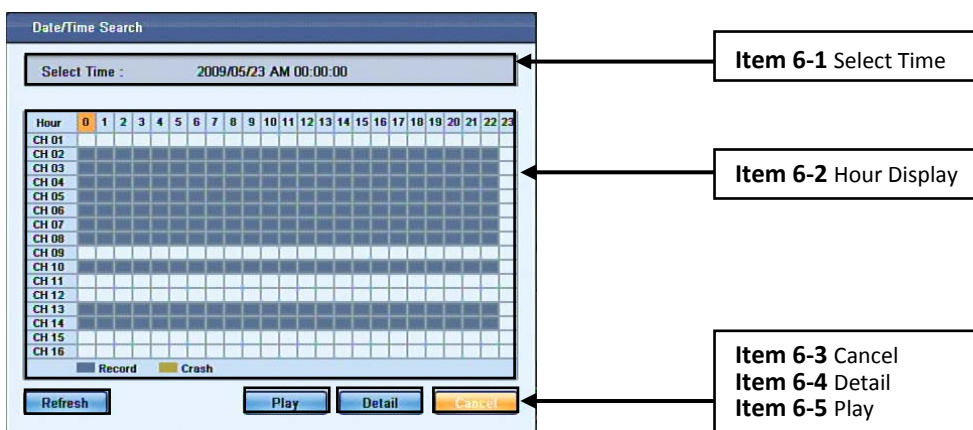 Date/Time Search
Select Time : 2009/05/23 AM 00:00:00
Item 6-1 Select Time
Hour 0 1 2 3 4 5 6 7 8 9 10 11 12 13 14 15 16 17 18 19 20 21 22 23
CH 01
CH 02
CH 03
CH 04
CH 05
CH 06
CH 07
CH 08
CH 09
CH 10
CH 11
CH 12
CH 13
CH 14
CH 15
CH 16
Item 6-2 Hour Display
Record Crash
Refresh Play Detail Cancel
Item 6-3 Cancel
Item 6-4 Detail
Item 6-5 Play